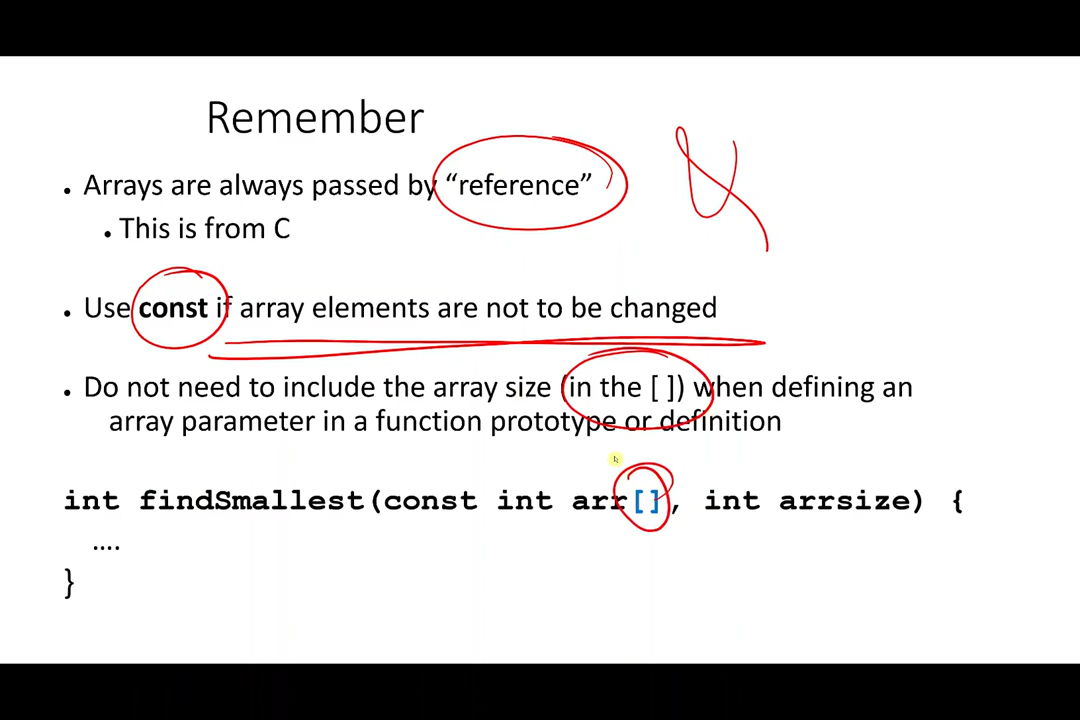 Remember
• Arrays are always passed by “reference”
• This is from C
• Use const if array elements are not to be changed
• Do not need to include the array size (in the [ ]) when defining an
array parameter in a function prototype or definition
int findSmallest(const int arr[], int arrsize) {
....
}
&